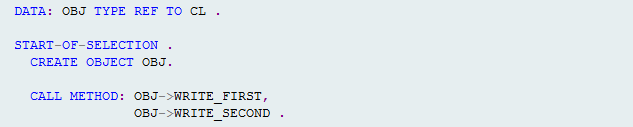 DATA: OBJ TYPE REF TO CL .
START-OF-SELECTION .
CREATE OBJECT OBJ.
CALL METHOD: OBJ->WRITE_FIRST,
OBJ->WRITE_SECOND .